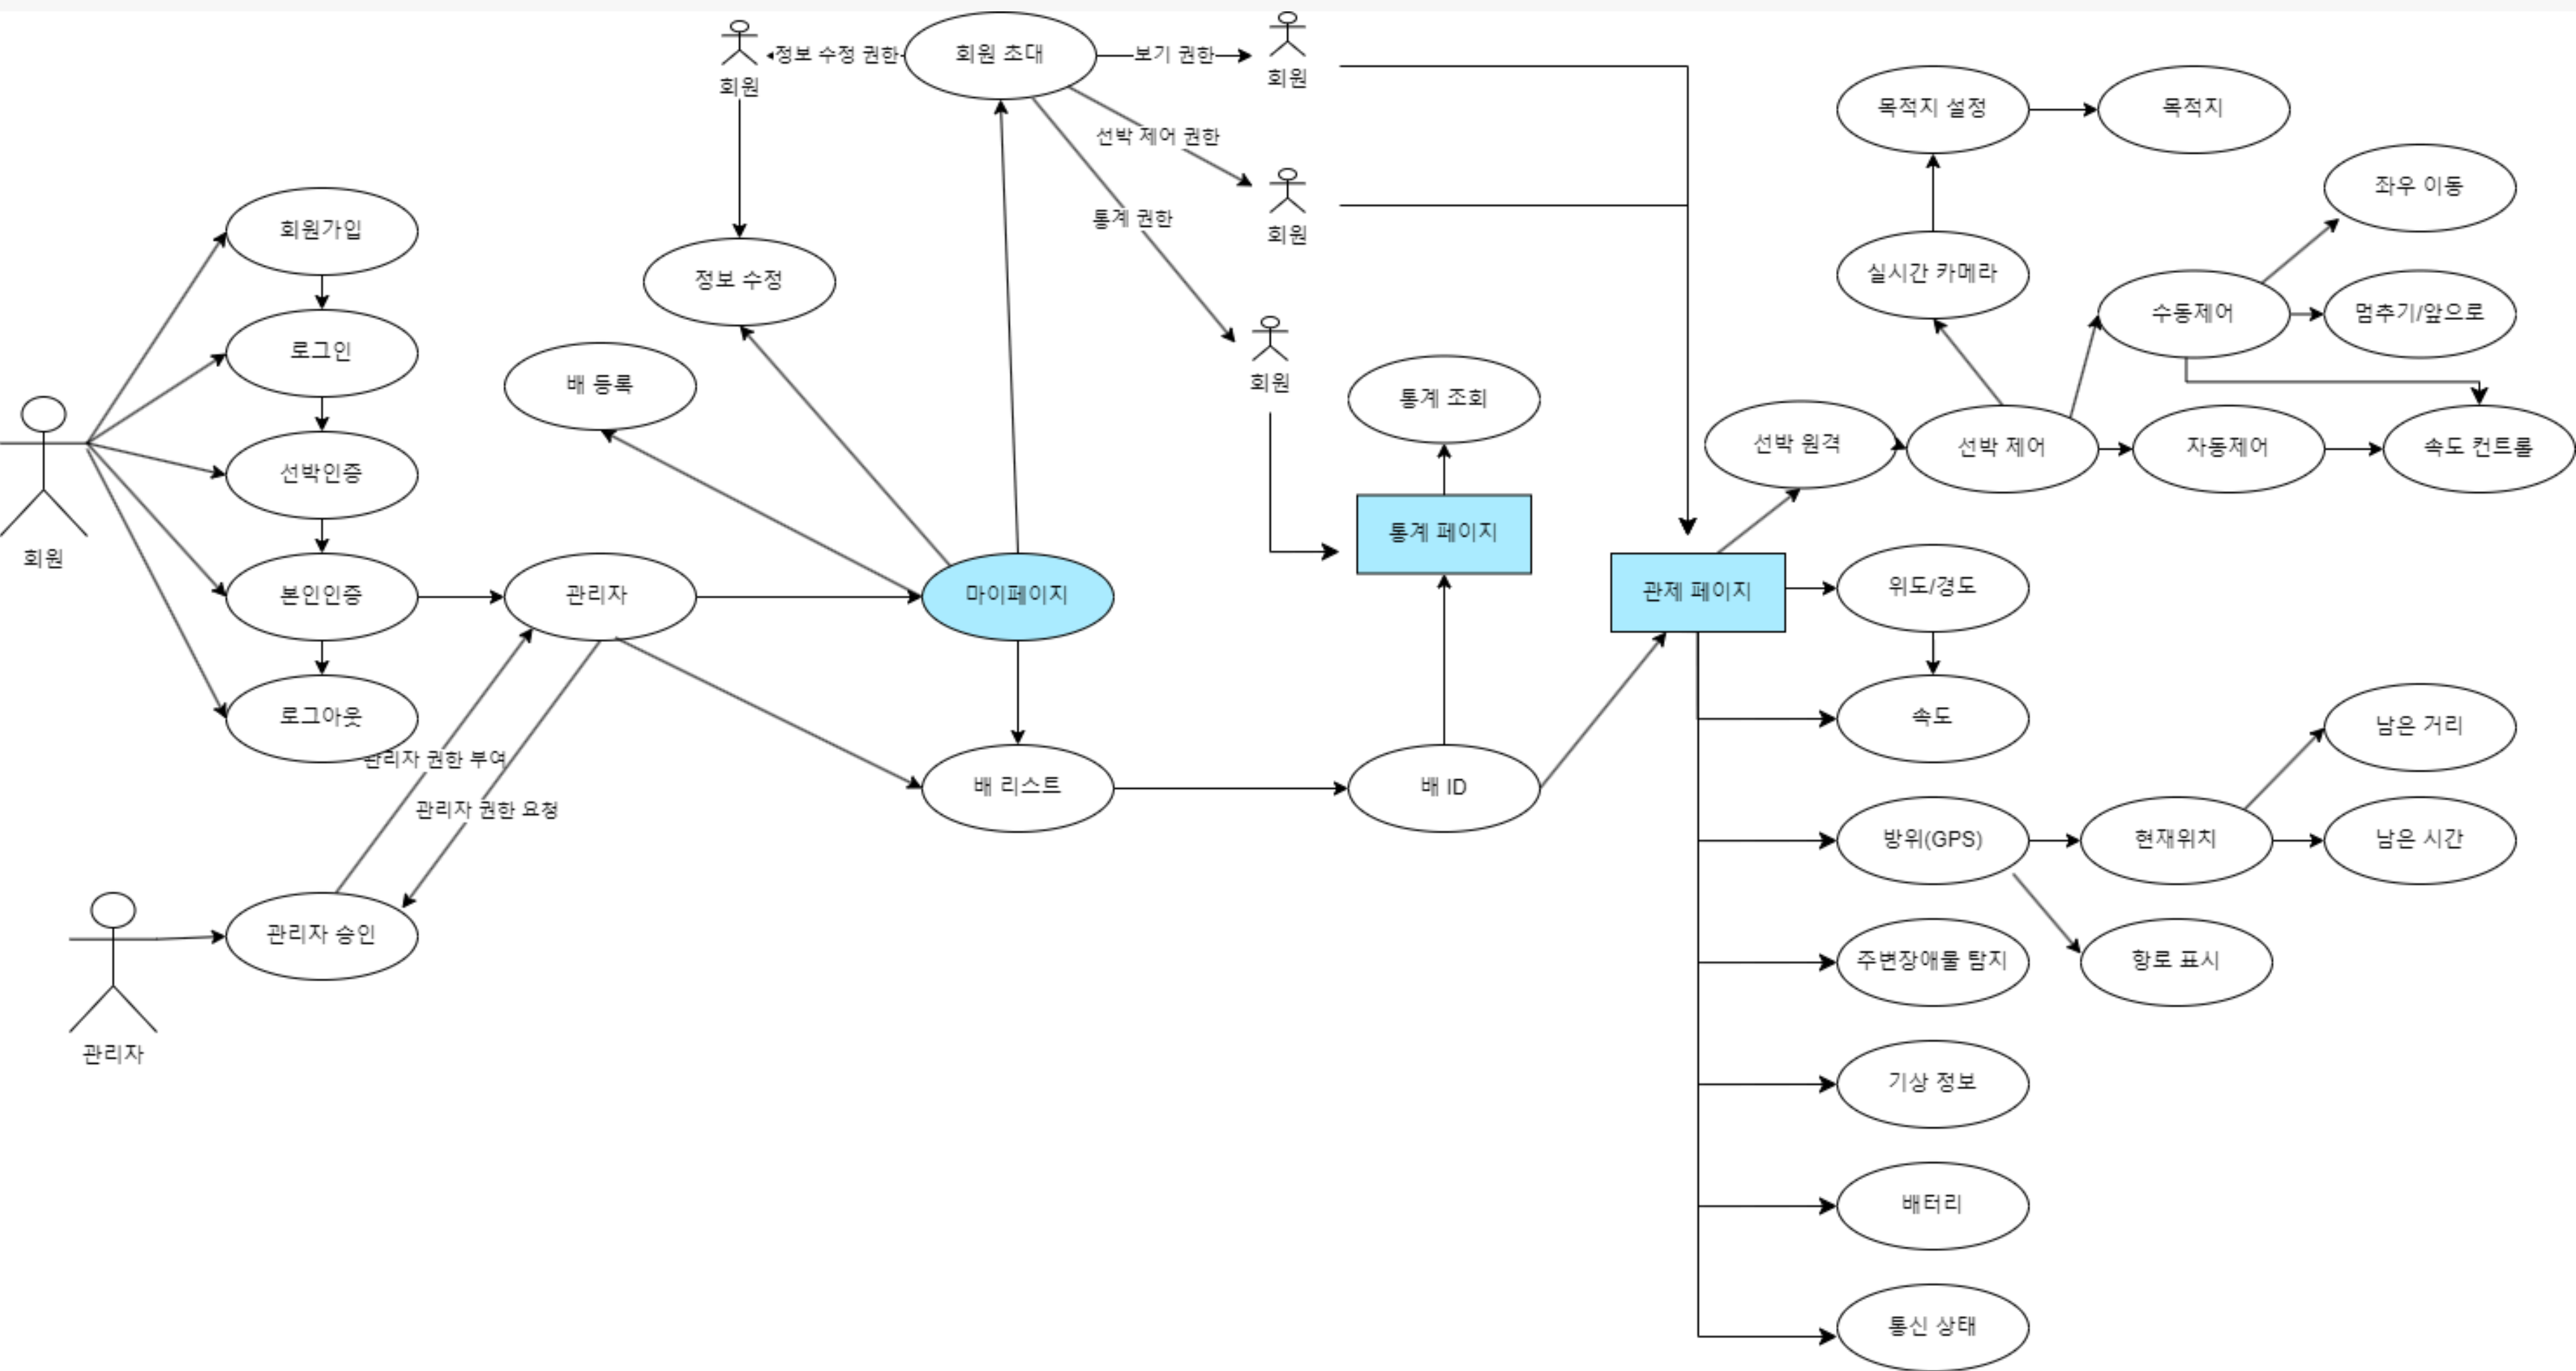 정보 수정 권한
회원 초대
보기 권한
회원
회원
선박 제어 권한
통계 권한
회원
회원
목적지 설정
목적지
좌우 이동
실시간 카메라
수동제어
멈추기/앞으로
회원가입
로그인
선박인증
본인인증
로그아웃
회원
정보 수정
배 등록
통계 조회
선박 원격
선박 제어
자동제어
속도 컨트롤
통계 페이지
관리자
마이페이지
관제 페이지
위도/경도
속도
관리자 권한 부여
관리자 권한 요청
배 리스트
배 ID
남은 거리
방위(GPS)
현재위치
남은 시간
관리자 승인
관리자
주변장애물 탐지
항로 표시
기상 정보
배터리
통신 상태